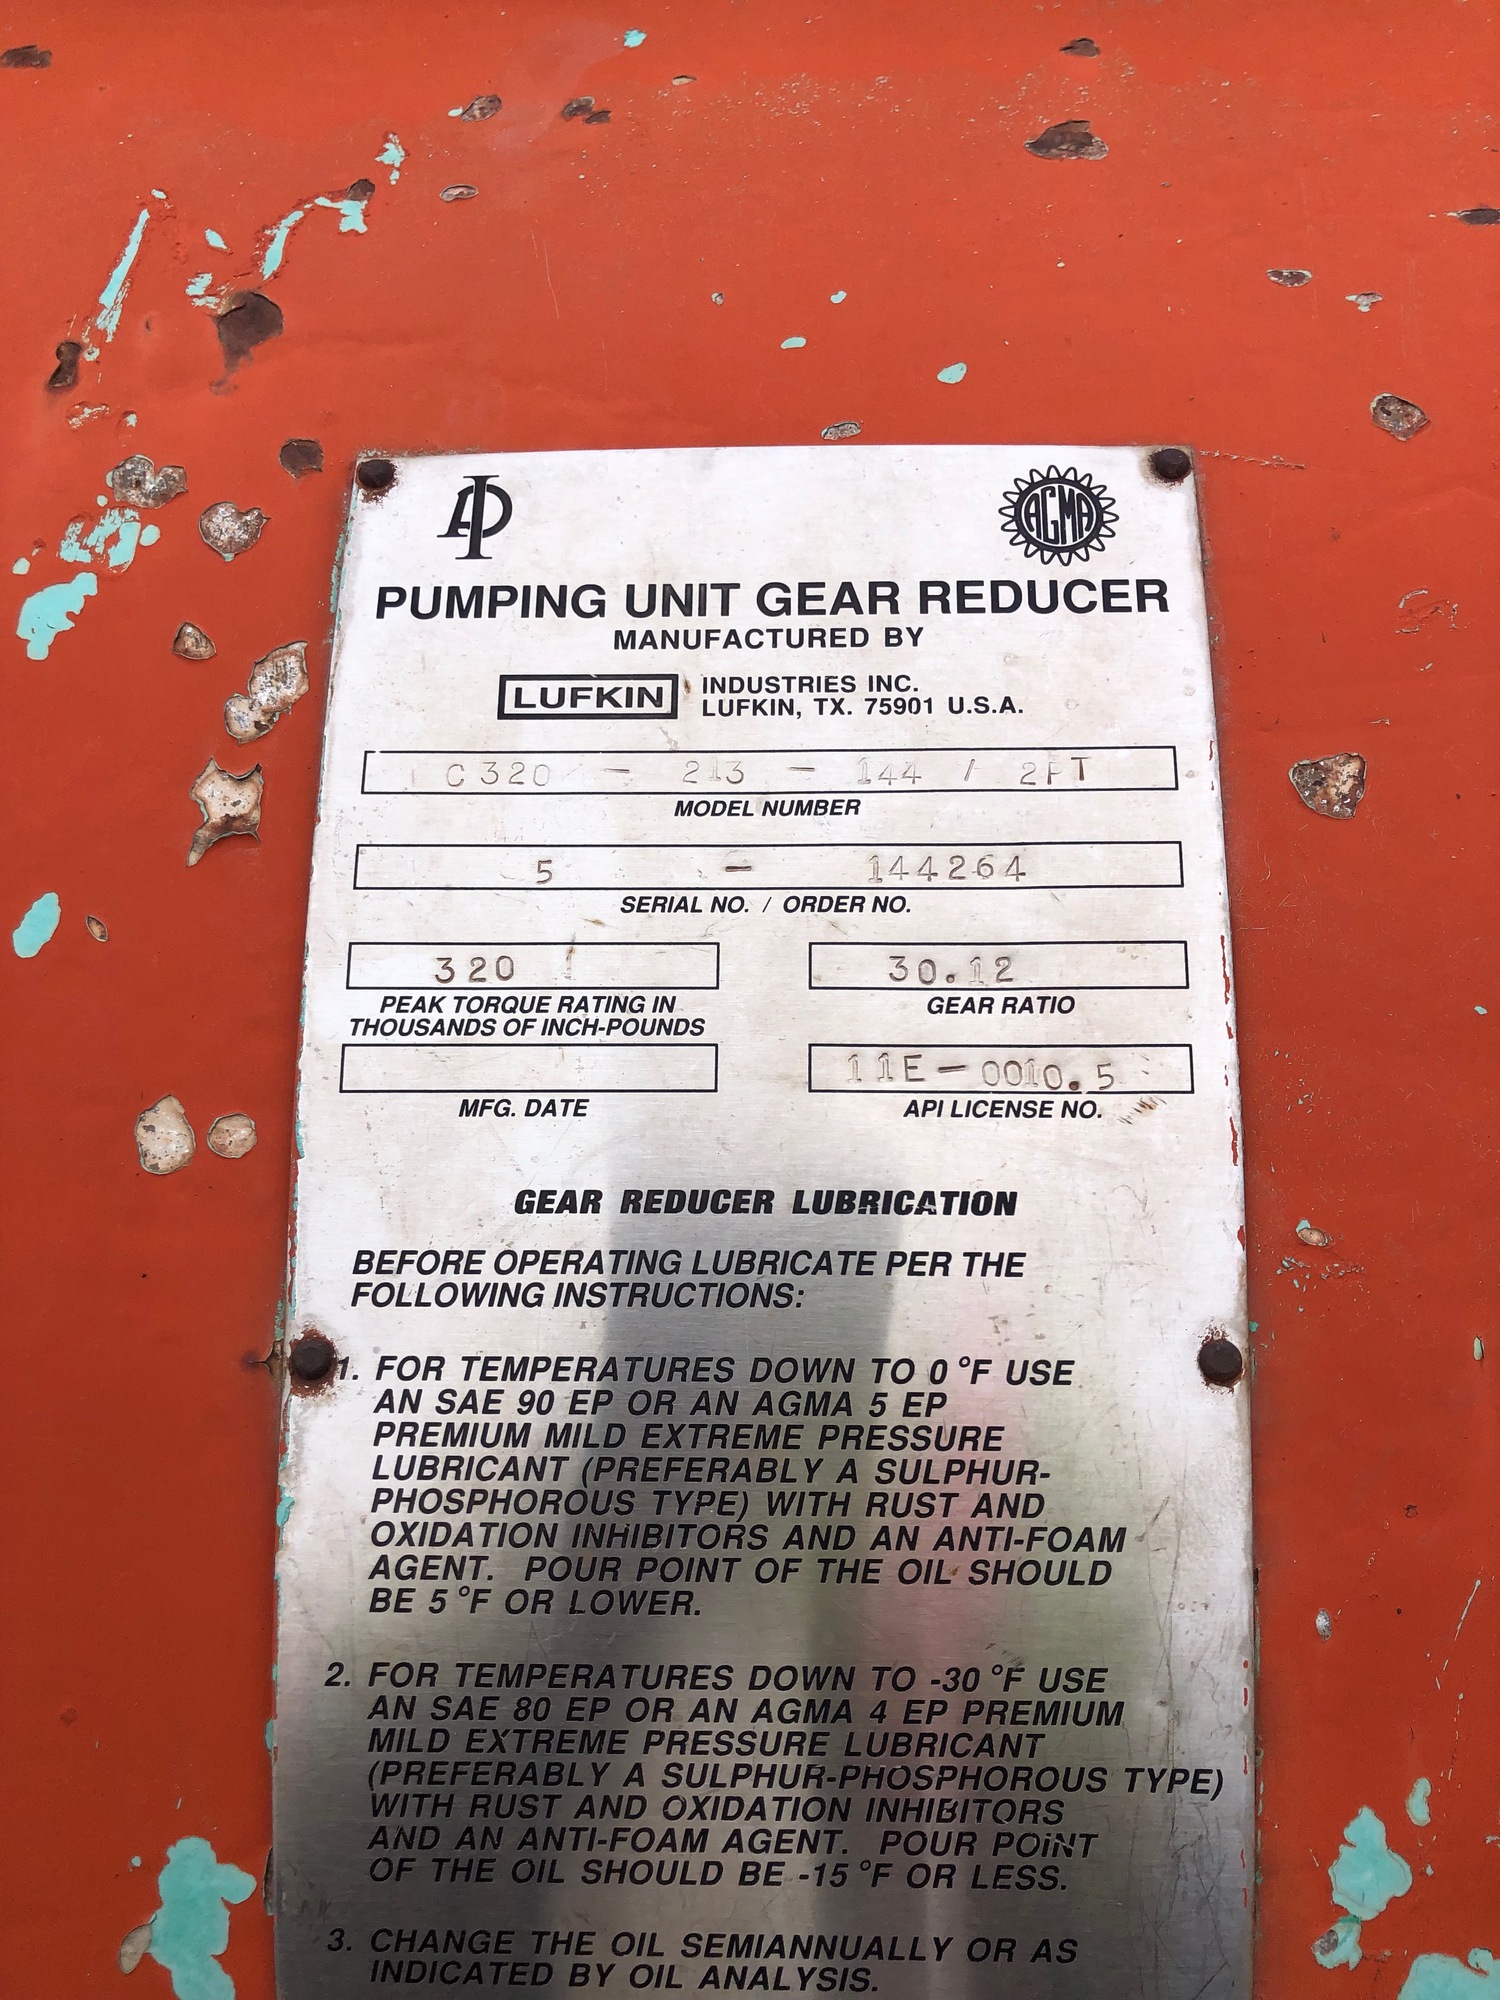 API
AGMA
PUMPING UNIT GEAR REDUCER
MANUFACTURED BY
LUFKIN INDUSTRIES INC.
LUFKIN, TX. 75901 U.S.A.
C320 - 213 - 144 / 2PT
MODEL NUMBER
5 - 144264
SERIAL NO. / ORDER NO.
320 30.12
PEAK TORQUE RATING IN GEAR RATIO
THOUSANDS OF INCH-POUNDS
11E-0010.5
MFG. DATE API LICENSE NO.
GEAR REDUCER LUBRICATION
BEFORE OPERATING LUBRICATE PER THE
FOLLOWING INSTRUCTIONS:
1. FOR TEMPERATURES DOWN TO 0 °F USE
AN SAE 90 EP OR AN AGMA 5 EP
PREMIUM MILD EXTREME PRESSURE
LUBRICANT (PREFERABLY A SULPHUR-
PHOSPHOROUS TYPE) WITH RUST AND
OXIDATION INHIBITORS AND AN ANTI-FOAM
AGENT. POUR POINT OF THE OIL SHOULD
BE 5 °F OR LOWER.
2. FOR TEMPERATURES DOWN TO -30 °F USE
AN SAE 80 EP OR AN AGMA 4 EP PREMIUM
MILD EXTREME PRESSURE LUBRICANT
(PREFERABLY A SULPHUR-PHOSPHOROUS TYPE)
WITH RUST AND OXIDATION INHIBITORS
AND AN ANTI-FOAM AGENT. POUR POINT
OF THE OIL SHOULD BE -15 °F OR LESS.
3. CHANGE THE OIL SEMIANNUALLY OR AS
INDICATED BY OIL ANALYSIS.